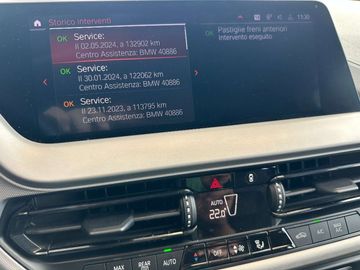 Storico interventi
11:30
OK Service:
Il 02.05.2024, a 132902 km
Centro Assistenza: BMW 40886
OK Service:
Il 30.01.2024, a 122062 km
Centro Assistenza: BMW 40886
OK Service:
Il 23.11.2023, a 113795 km
Centro Assistenza: BMW 40886
OK Pastiglie freni anteriori
Intervento eseguito
AUTO
22.0
MAX
REAR
AUTO
OFF
A/C